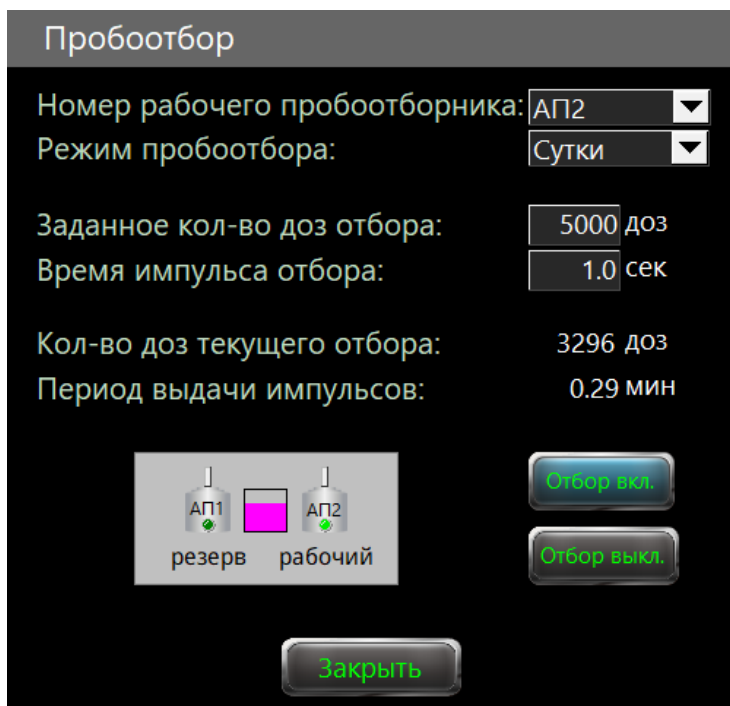 Пробоотбор
Номер рабочего пробоотборника: АП2
Режим пробоотбора: Сутки
Заданное кол-во доз отбора: 5000 доз
Время импульса отбора: 1.0 сек
Кол-во доз текущего отбора: 3296 доз
Период выдачи импульсов: 0.29 мин
АП1 АП2
резерв рабочий
Отбор вкл.
Отбор выкл.
Закрыть